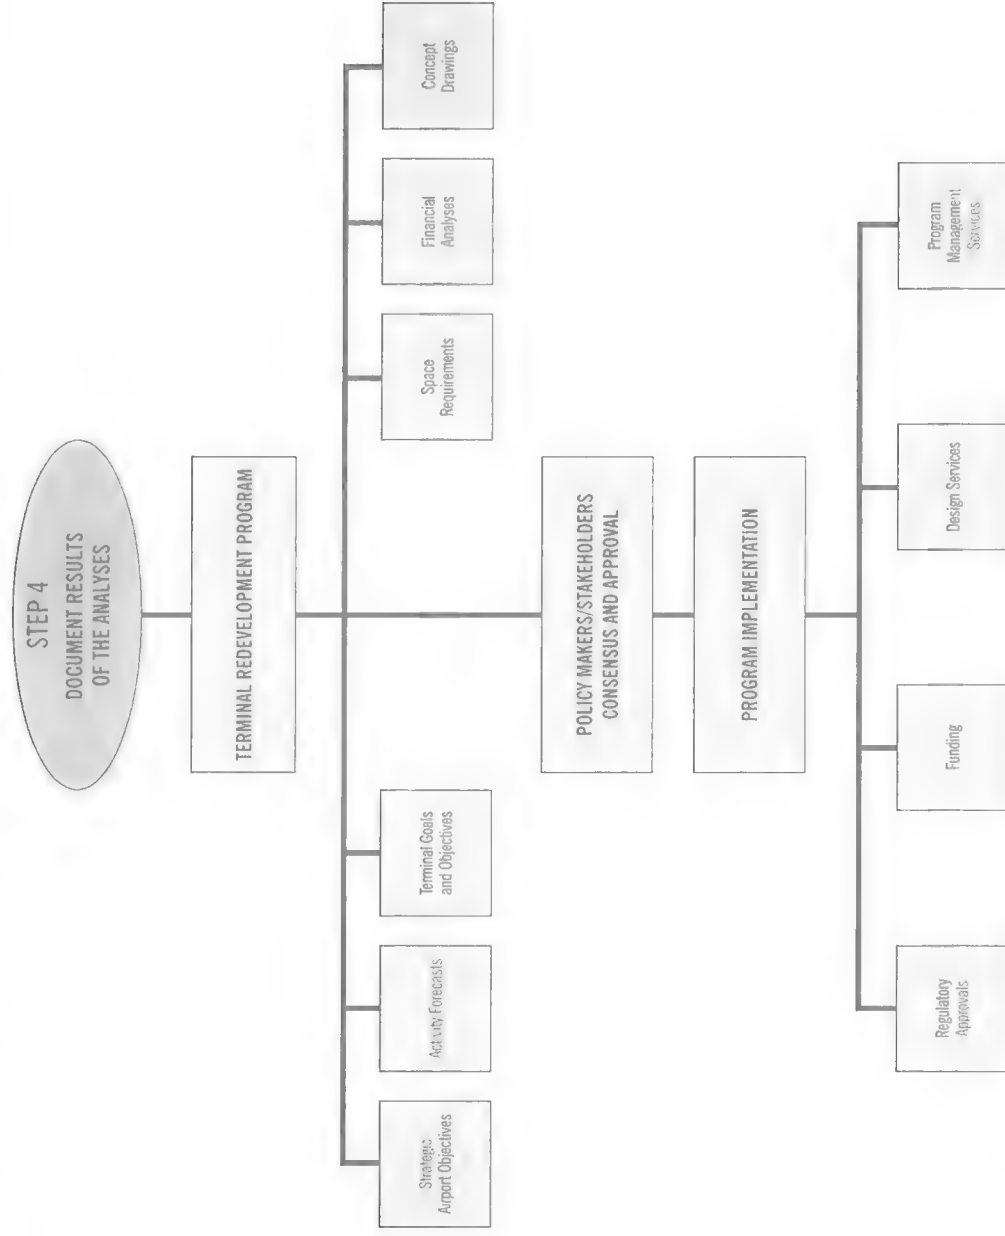 STEP 4
DOCUMENT RESULTS
OF THE ANALYSES
TERMINAL REDEVELOPMENT PROGRAM
Strategic
Airport Objectives
Activity Forecasts
Terminal Goals
and Objectives
Space
Requirements
Financial
Analyses
Concept
Drawings
POLICY MAKERS/STAKEHOLDERS
CONSENSUS AND APPROVAL
PROGRAM IMPLEMENTATION
Regulatory
Approvals
Funding
Design Services
Program
Management
Services